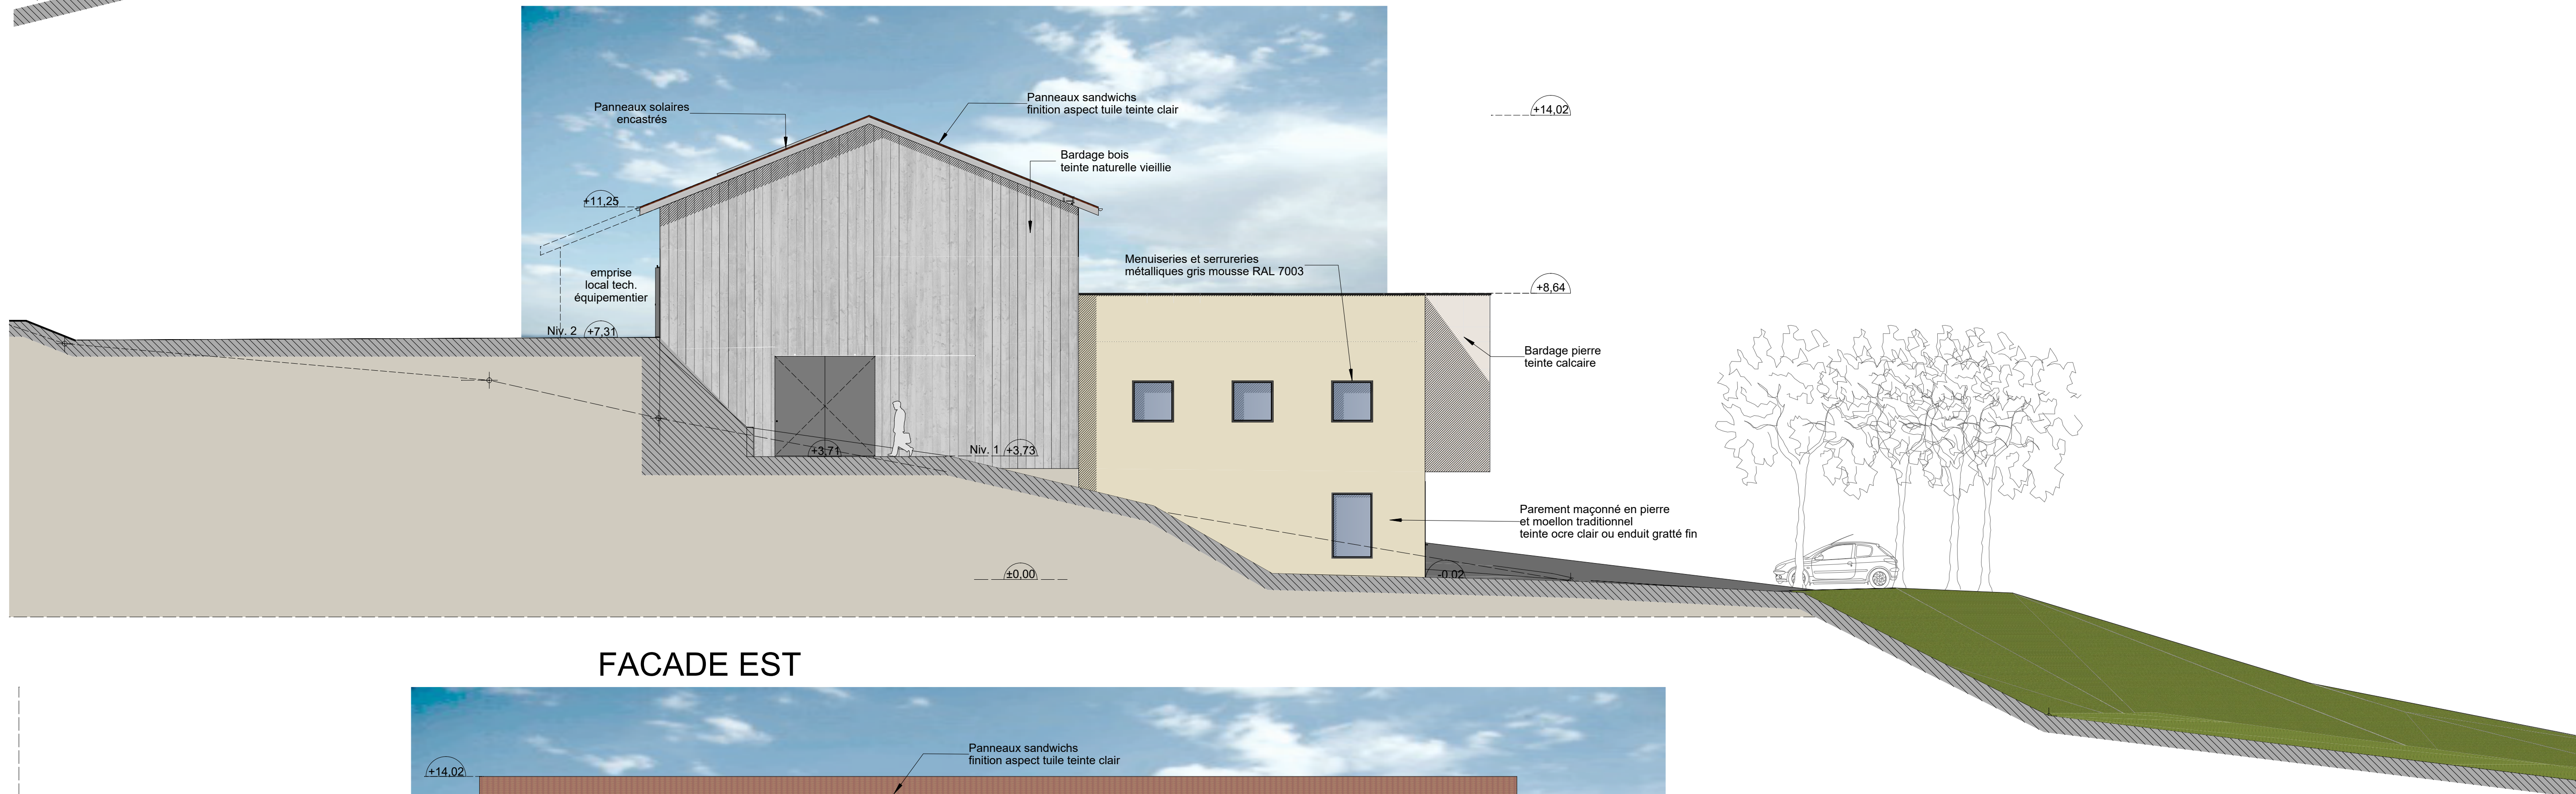 Panneaux solaires
encastrés
Panneaux sandwichs
finition aspect tuile teinte clair
+14,02
Bardage bois
teinte naturelle vieillie
+11,25
Menuiseries et serrureries
métalliques gris mousse RAL 7003
emprise
local tech.
équipementier
+8,64
Niv. 2 +7,31
Bardage pierre
teinte calcaire
+3,71
Niv. 1 +3,73
Parement maçonné en pierre
et moellon traditionnel
teinte ocre clair ou enduit gratté fin
±0,00
-0.02
FACADE EST
Panneaux sandwichs
finition aspect tuile teinte clair
+14,02